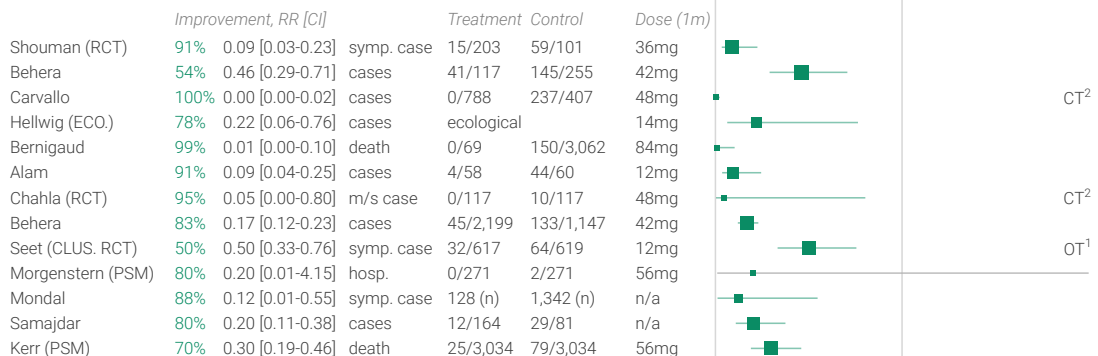 Improvement, RR [CI] Treatment Control Dose (1m)
Shouman (RCT) 91% 0.09 [0.03-0.23] symp. case 15/203 59/101 36mg
Behera 54% 0.46 [0.29-0.71] cases 41/117 145/255 42mg
Carvallo 100% 0.00 [0.00-0.02] cases 0/788 237/407 48mg CT²
Hellwig (ECO.) 78% 0.22 [0.06-0.76] cases ecological 14mg
Bernigaud 99% 0.01 [0.00-0.10] death 0/69 150/3,062 84mg
Alam 91% 0.09 [0.04-0.25] cases 4/58 44/60 12mg
Chahla (RCT) 95% 0.05 [0.00-0.80] m/s case 0/117 10/117 48mg CT²
Behera 83% 0.17 [0.12-0.23] cases 45/2,199 133/1,147 42mg
Seet (CLUS. RCT) 50% 0.50 [0.33-0.76] symp. case 32/617 64/619 12mg OT¹
Morgenstern (PSM) 80% 0.20 [0.01-4.15] hosp. 0/271 2/271 56mg
Mondal 88% 0.12 [0.01-0.55] symp. case 128 (n) 1,342 (n) n/a
Samajdar 80% 0.20 [0.11-0.38] cases 12/164 29/81 n/a
Kerr (PSM) 70% 0.30 [0.19-0.46] death 25/3,034 79/3,034 56mg